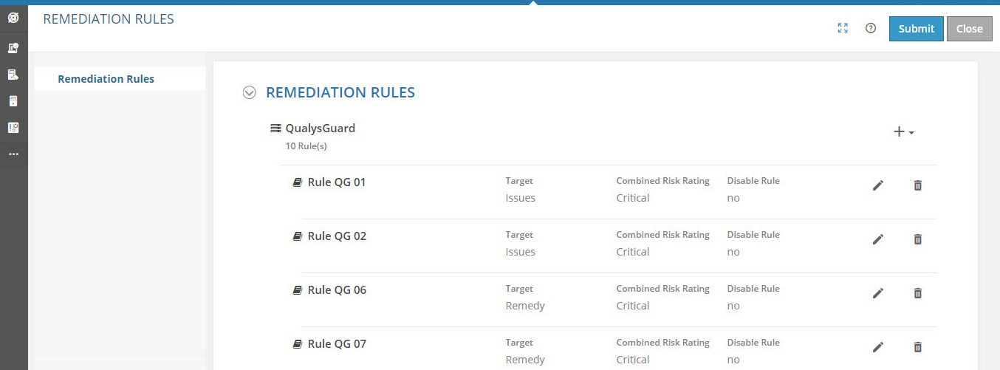 REMEDIATION RULES
Submit
Close
Remediation Rules
REMEDIATION RULES
QualysGuard
10 Rule(s)
Rule QG 01
Target
Combined Risk Rating
Disable Rule
Issues
Critical
no
Rule QG 02
Target
Combined Risk Rating
Disable Rule
Issues
Critical
no
Rule QG 06
Target
Combined Risk Rating
Disable Rule
Remedy
Critical
no
Rule QG 07
Target
Combined Risk Rating
Disable Rule
Remedy
Critical
no